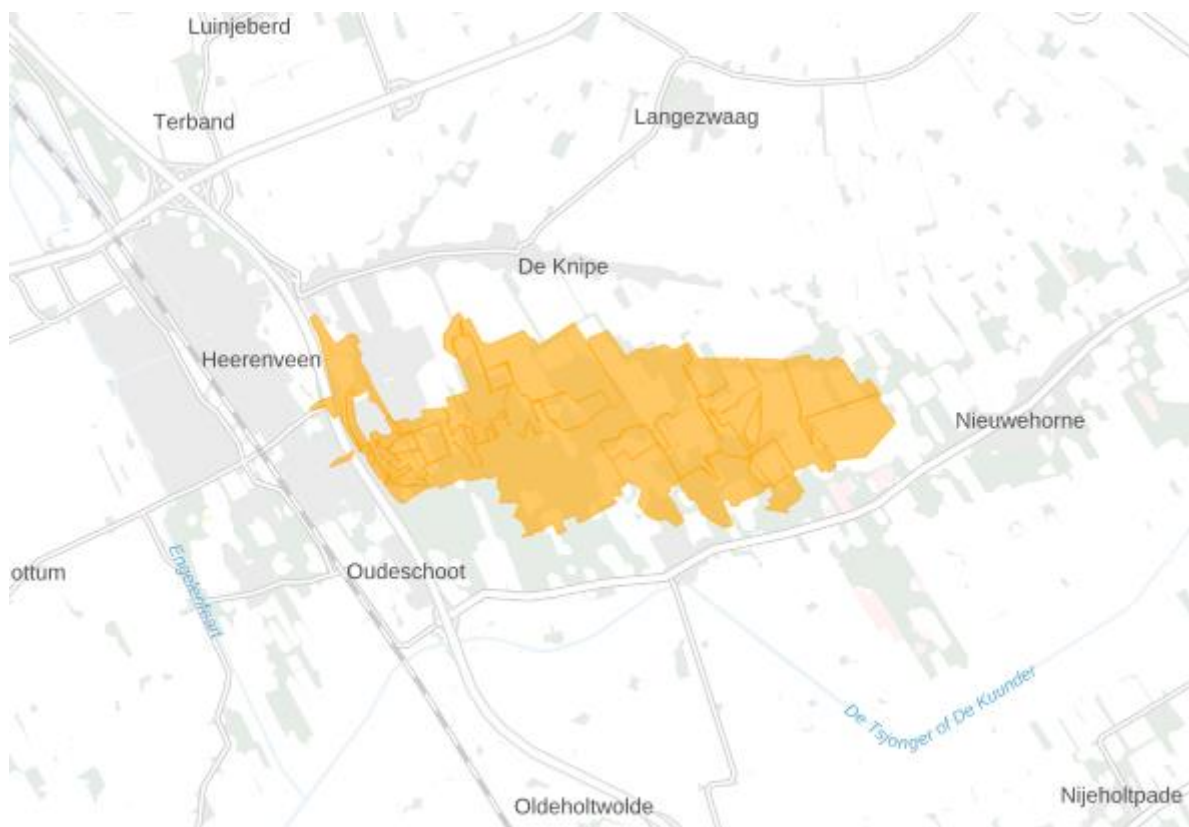 Luinjeberd
Terband
Langezwaag
De Knipe
Heerenveen
Nieuwehorne
Oudeschoot
ottum
Engelenfeart
De Tsjonger of De Kuunder
Oldeholtwolde
Nijeholtpade